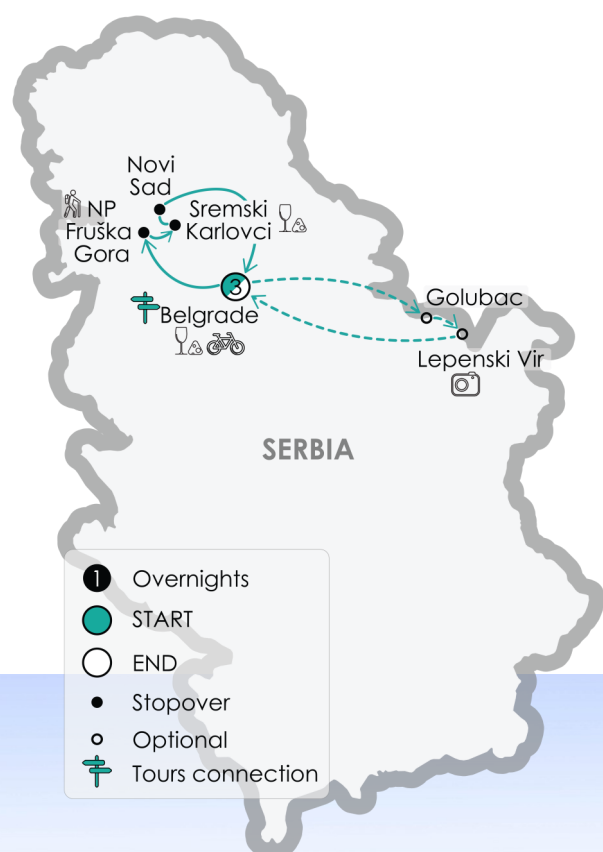 Novi
Sad
NP
Fruška
Gora
Sremski
Karlovci
3
Belgrade
Golubac
Lepenski Vir
SERBIA
1 Overnights
START
END
Stopover
Optional
Tours connection